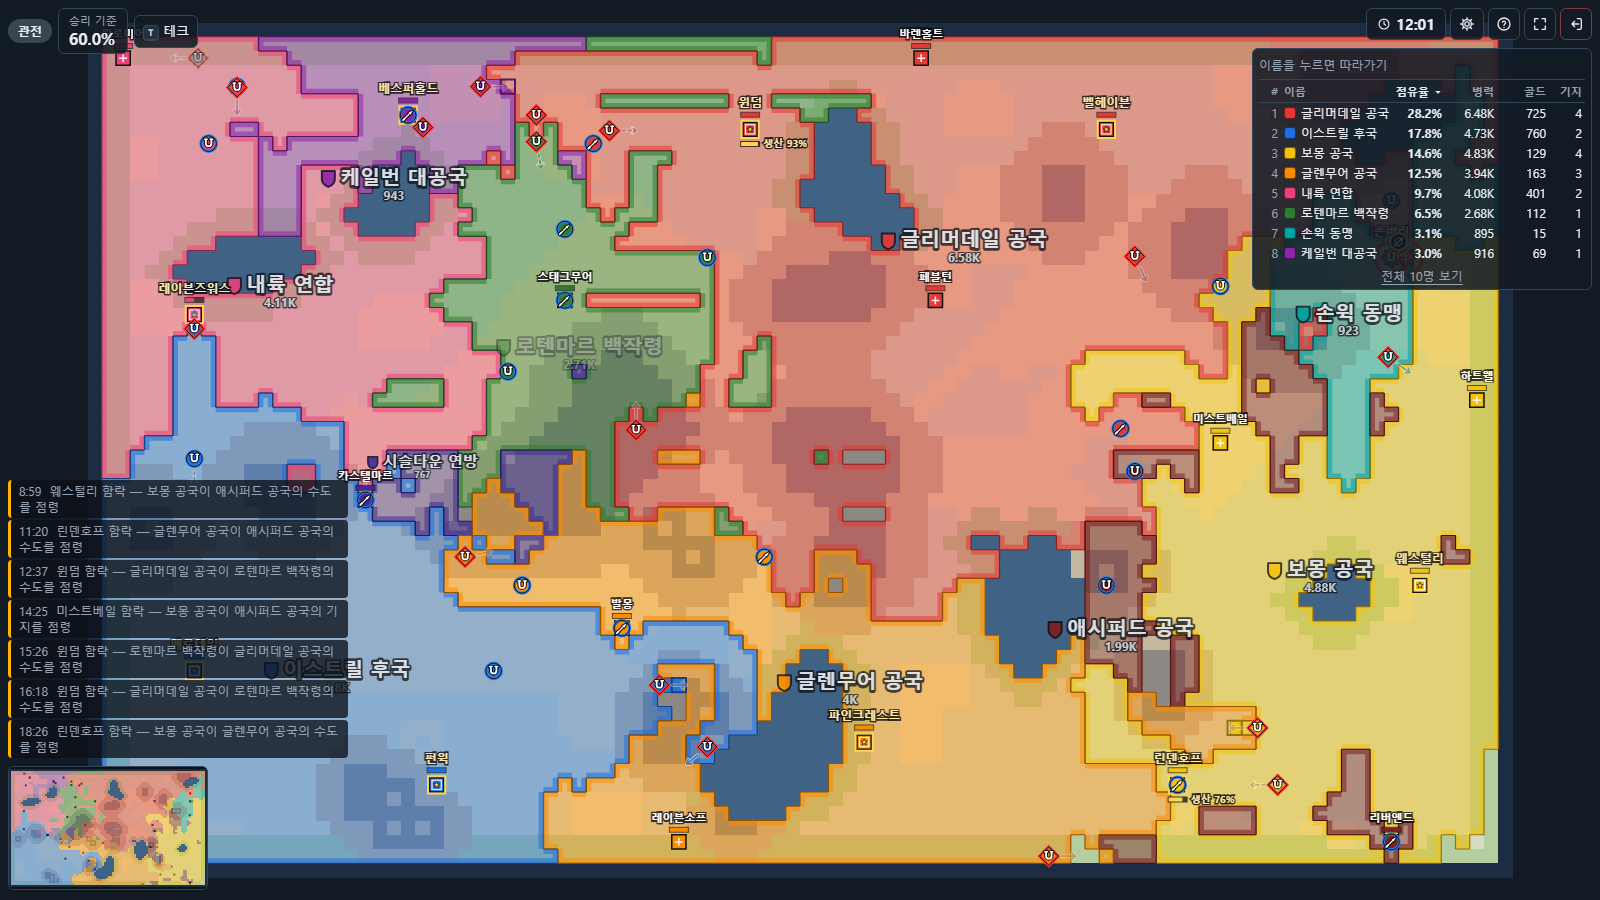 관전
승리 기준
60.0%
T 테크
12:01
이름을 누르면 따라가기
# 이름 점유율 병력 골드 기지
1 글리머데일 공국 28.2% 6.48K 725 4
2 이스트릴 후국 17.8% 4.73K 760 2
3 보몽 공국 14.6% 4.83K 129 4
4 글렌무어 공국 12.5% 3.94K 163 3
5 내륙 연합 9.7% 4.08K 401 2
6 로텐마르 백작령 6.5% 2.68K 112 1
7 손윅 동맹 3.1% 895 15 1
8 케일번 대공국 3.0% 916 69 1
전체 10명 보기
바렌홀트
베스퍼홀드
윈덤
벨헤이븐
생산 93%
케일번 대공국
943
글리머데일 공국
6.58K
페블턴
스테그무어
내륙 연합
4.11K
레이븐즈워스
손윅 동맹
923
로텐마르 백작령
2.71K
하트웰
미스트베일
시슬다운 연방
767
카스텔마르
8:59 웨스털리 함락 — 보몽 공국이 애시퍼드 공국의 수도
를 점령
11:20 린덴호프 함락 — 글렌무어 공국이 애시퍼드 공국의
수도를 점령
12:37 윈덤 함락 — 글리머데일 공국이 로텐마르 백작령의
수도를 점령
14:25 미스트베일 함락 — 보몽 공국이 애시퍼드 공국의 기
지를 점령
15:26 윈덤 함락 — 로텐마르 백작령이 글리머데일 공국의
수도를 점령
16:18 윈덤 함락 — 글리머데일 공국이 로텐마르 백작령의
수도를 점령
18:26 린덴호프 함락 — 보몽 공국이 글렌무어 공국의 수도
를 점령
웨스털리
보몽 공국
4.88K
발몽
애시퍼드 공국
1.99K
이스트릴 후국
글렌무어 공국
4K
파인크레스트
편윅
린덴호프
생산 76%
레이븐소프
리버엔드